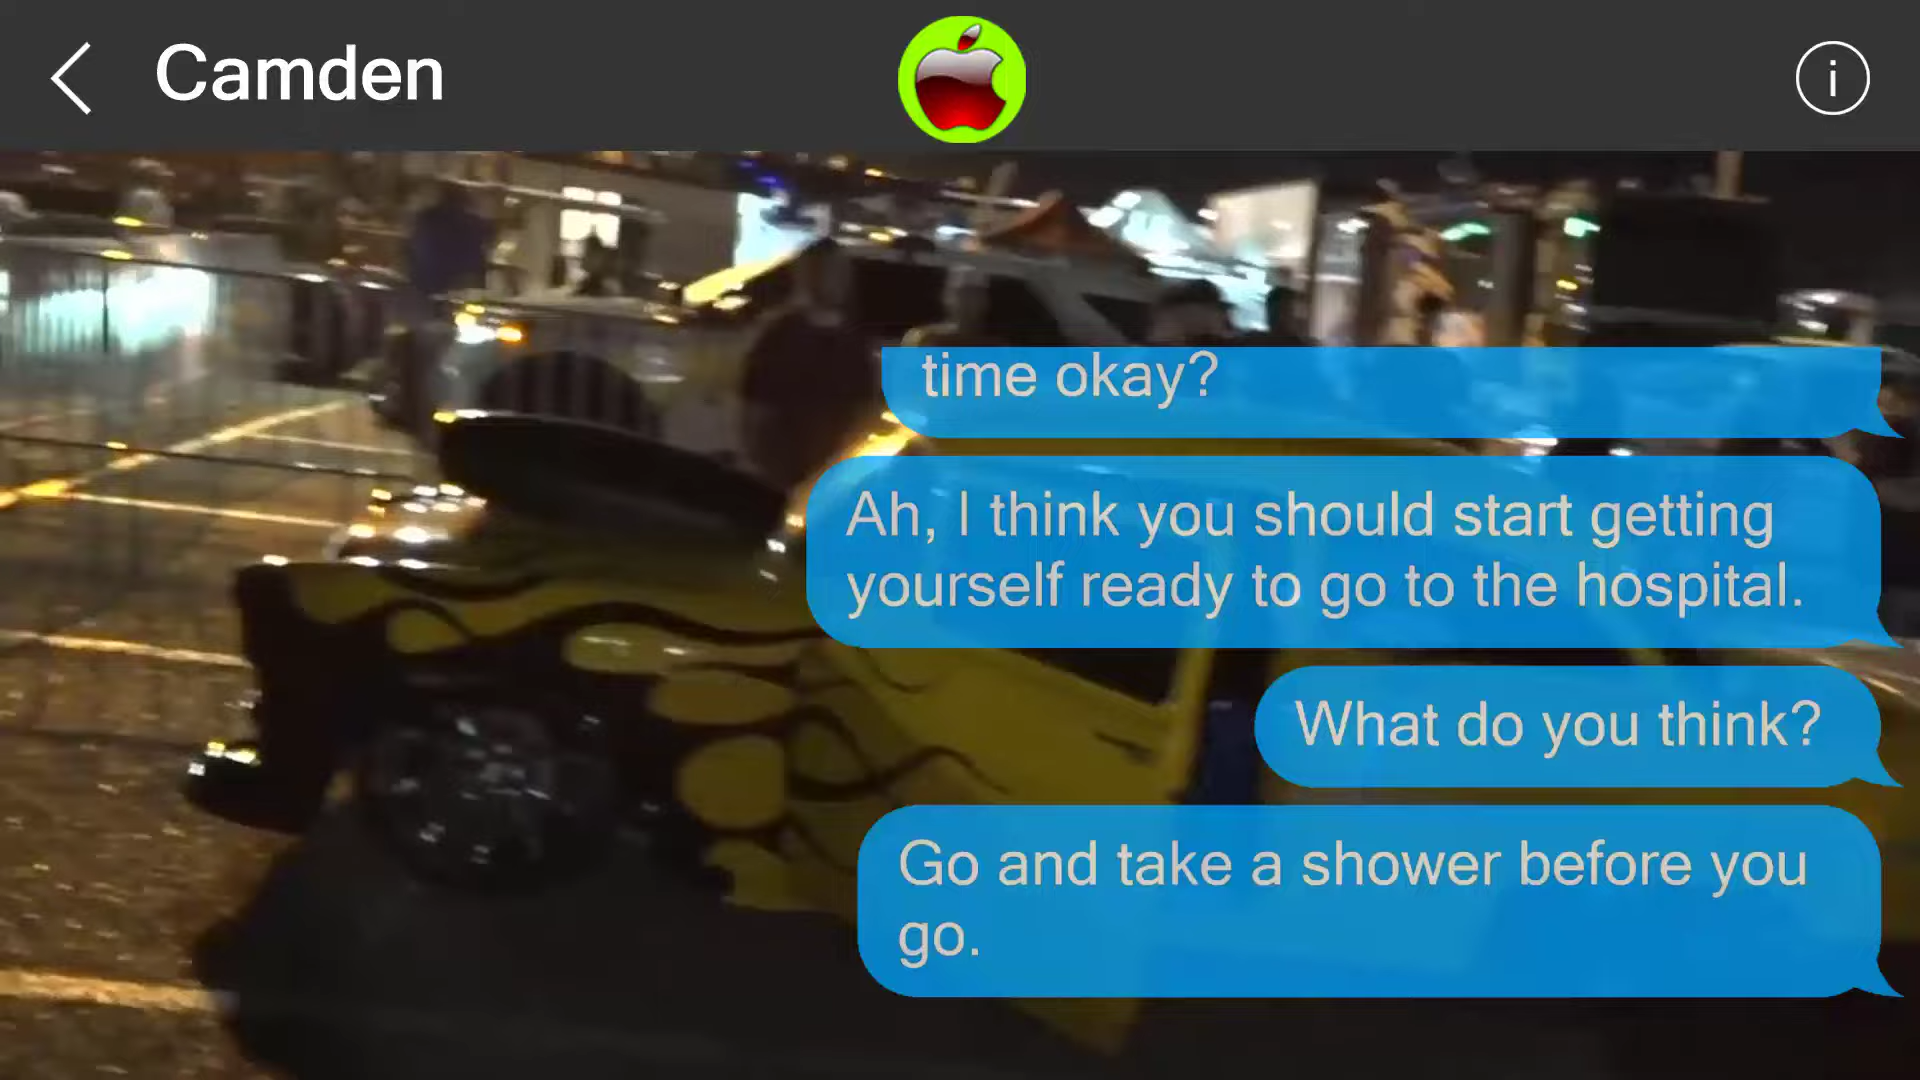 Camden
i
time okay?
Ah, I think you should start getting
yourself ready to go to the hospital.
What do you think?
Go and take a shower before you
go.